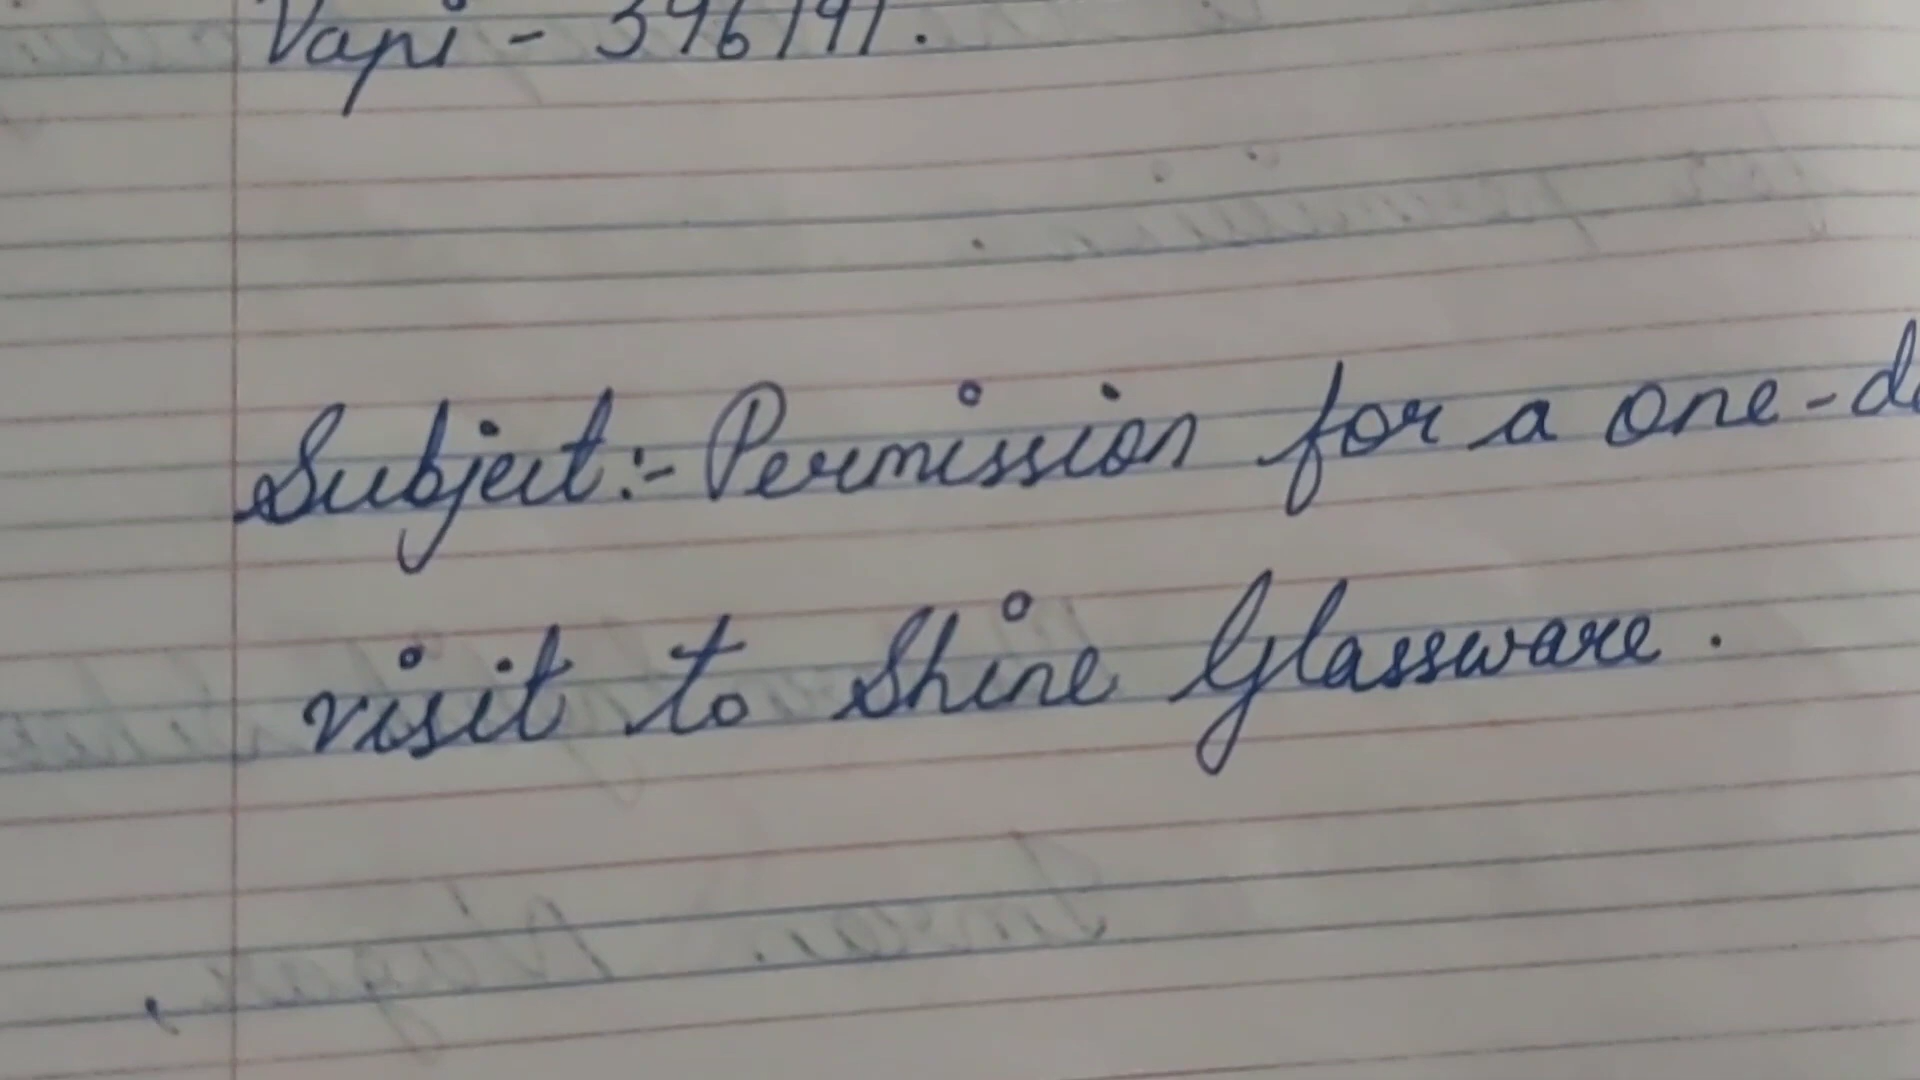 Vapi - 396191.
Subject:- Permission for a one-d
visit to Shine Glassware.